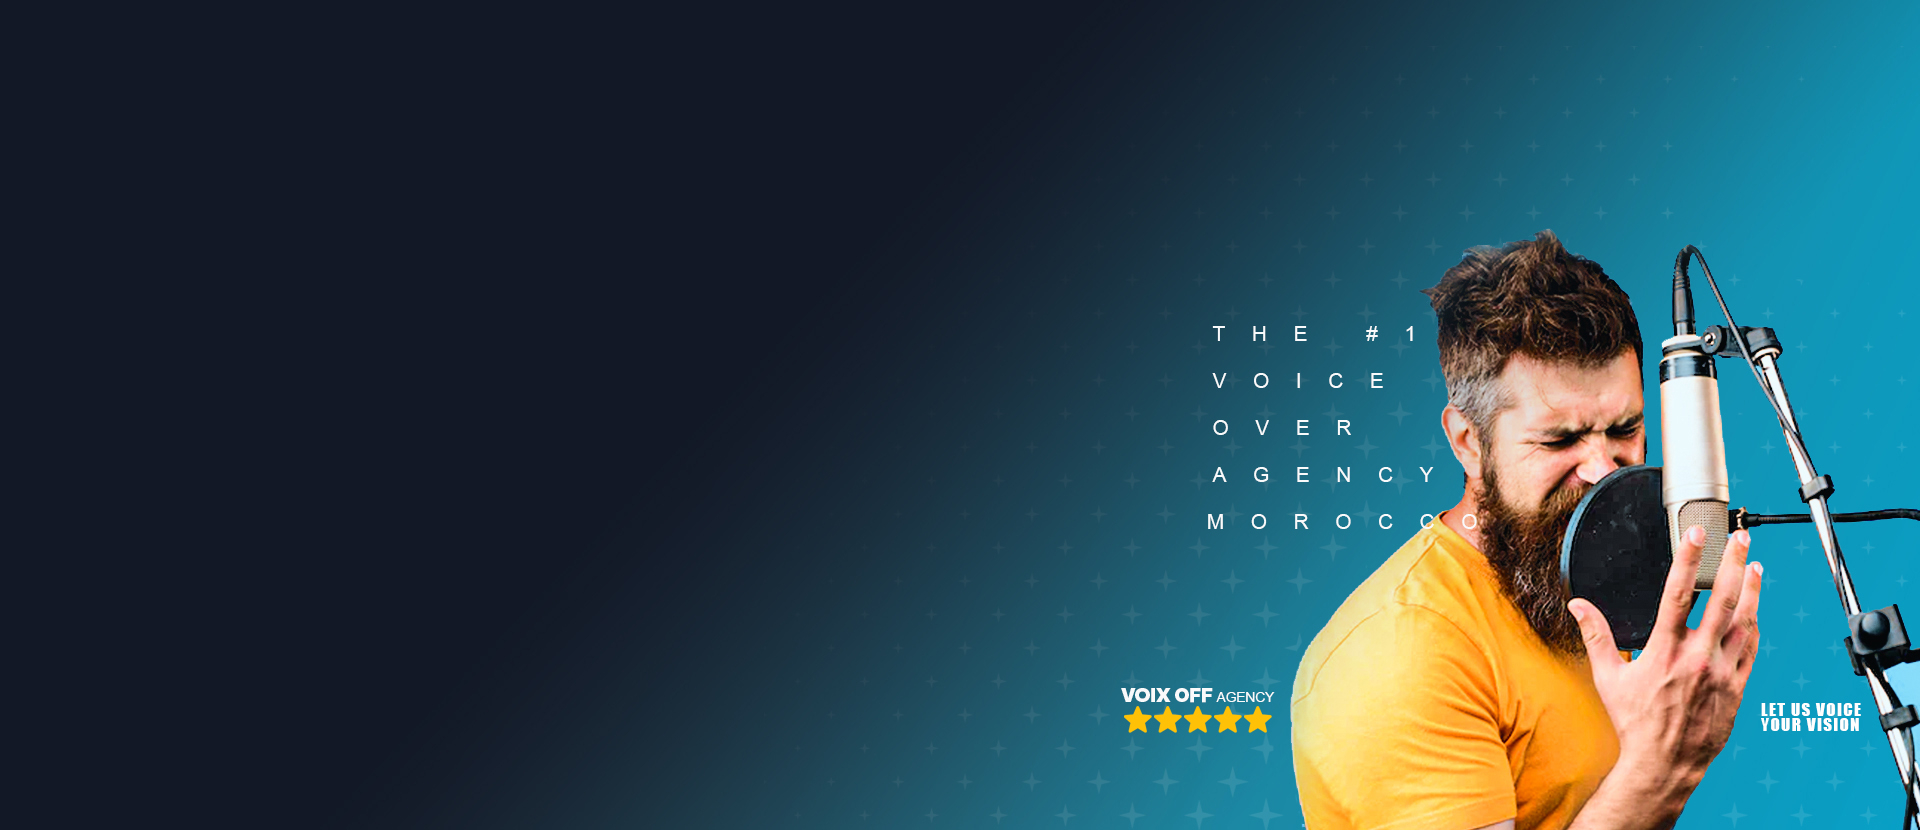 THE #1
VOICE
OVER
AGENCY
MOROCCO
VOIX OFF AGENCY
LET US VOICE
YOUR VISION